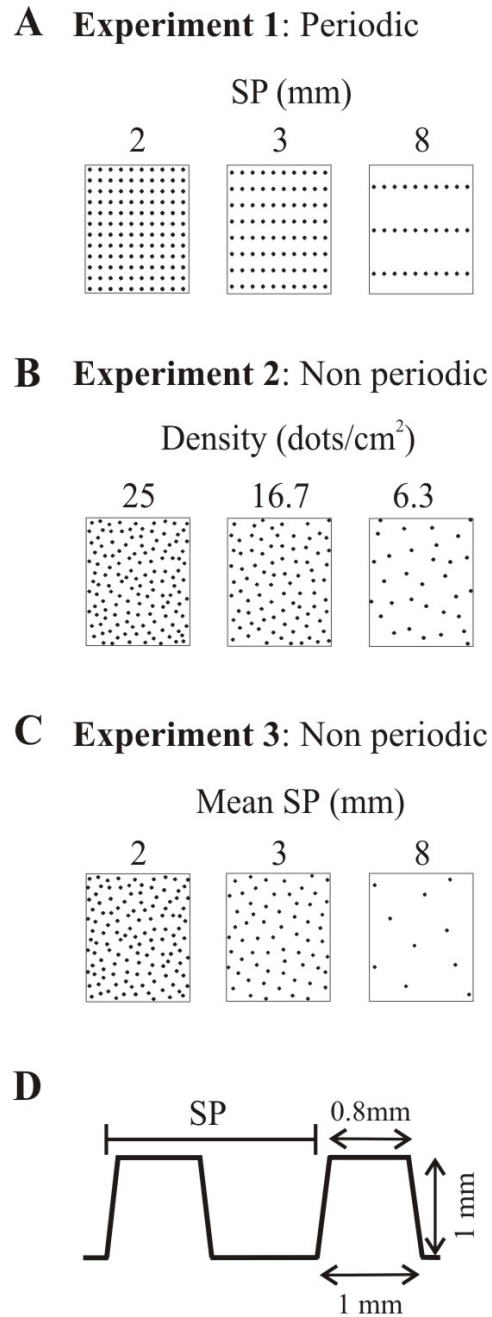 A Experiment 1: Periodic
SP (mm)
2 3 8
B Experiment 2: Non periodic
Density (dots/cm²)
25 16.7 6.3
C Experiment 3: Non periodic
Mean SP (mm)
2 3 8
D
SP 0.8mm
1 mm
1 mm